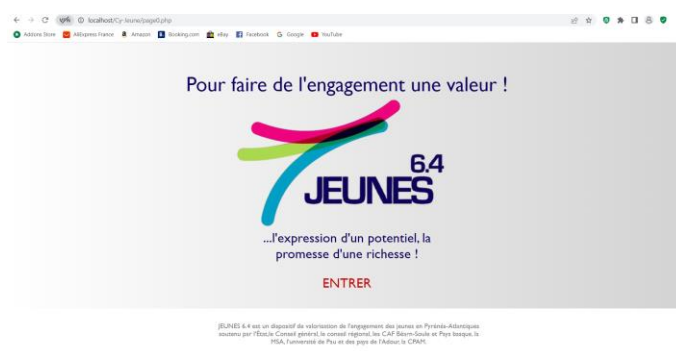 localhost/Cy-Jeune/page0.php
Addons Store AliExpress France Amazon Booking.com eBay Facebook Google YouTube
Pour faire de l'engagement une valeur !
6.4
JEUNES
...l'expression d'un potentiel, la
promesse d'une richesse !
ENTRER
JEUNES 6.4 est un dispositif de valorisation de l'engagement des jeunes en Pyrénée-Atlantiques
soutenu par l'État,le Conseil général, le conseil régional, les CAF Béarn-Soule et Pays basque, la
MSA, l'université de Pau et des pays de l'Adour, la CPAM.